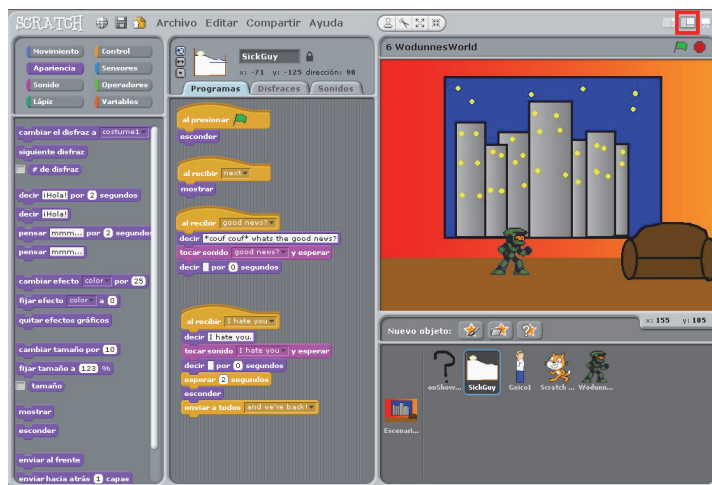 SCRATCH Archivo Editar Compartir Ayuda
Movimiento Control
Apariencia Sensores
Sonido Operadores
Lápiz Variables
cambiar el disfraz a costume1
siguiente disfraz
# de disfraz
decir ¡Hola! por 2 segundos
decir ¡Hola!
pensar mmm... por 2 segundos
pensar mmm...
cambiar efecto color por 25
fijar efecto color a 0
quitar efectos gráficos
cambiar tamaño por 10
fijar tamaño a 123 %
tamaño
mostrar
esconder
enviar al frente
enviar hacia atrás 1 capas
SickGuy
x: -71 y: -125 dirección: 90
Programas Disfraces Sonidos
al presionar
esconder
al recibir next
mostrar
al recibir good news?
decir *couf couf* whats the good news?
tocar sonido good news? y esperar
decir por 0 segundos
al recibir I hate you
decir I hate you.
tocar sonido I hate you y esperar
decir por 0 segundos
esperar 2 segundos
esconder
enviar a todos and we're back!
6 WodunnesWorld
x: 155 y: 105
Nuevo objeto:
onShow... SickGuy Geico1 Scratch ... Wodunn...
Escenari...